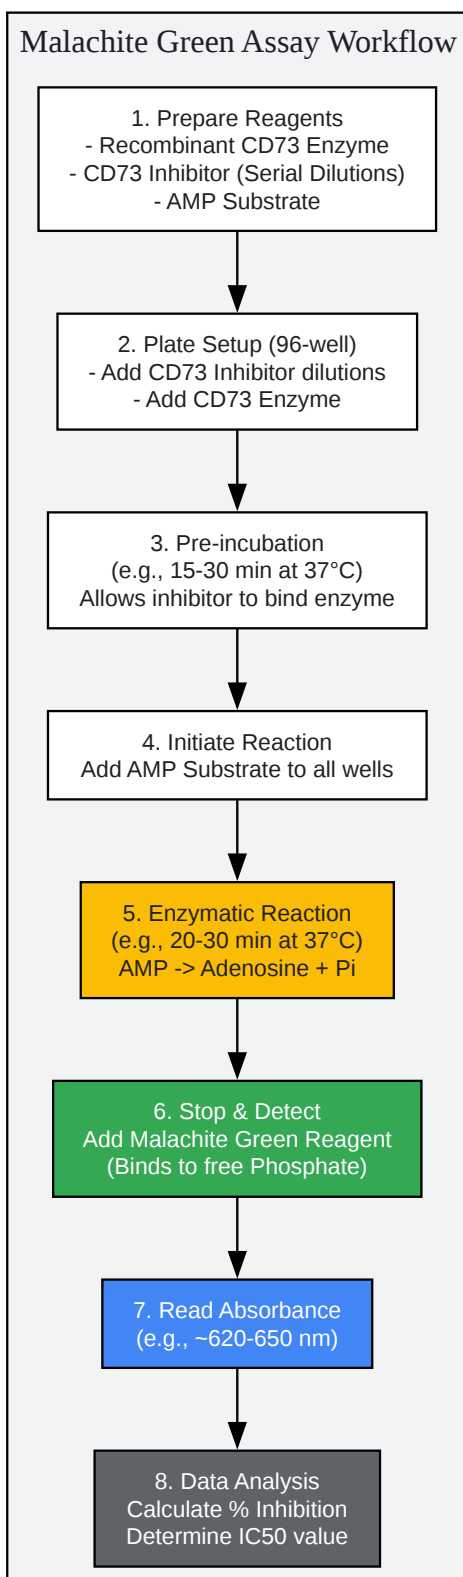 Malachite Green Assay Workflow
1. Prepare Reagents
- Recombinant CD73 Enzyme
- CD73 Inhibitor (Serial Dilutions)
- AMP Substrate
2. Plate Setup (96-well)
- Add CD73 Inhibitor dilutions
- Add CD73 Enzyme
3. Pre-incubation
(e.g., 15-30 min at 37°C)
Allows inhibitor to bind enzyme
4. Initiate Reaction
Add AMP Substrate to all wells
5. Enzymatic Reaction
(e.g., 20-30 min at 37°C)
AMP -> Adenosine + Pi
6. Stop & Detect
Add Malachite Green Reagent
(Binds to free Phosphate)
7. Read Absorbance
(e.g., ~620-650 nm)
8. Data Analysis
Calculate % Inhibition
Determine IC50 value